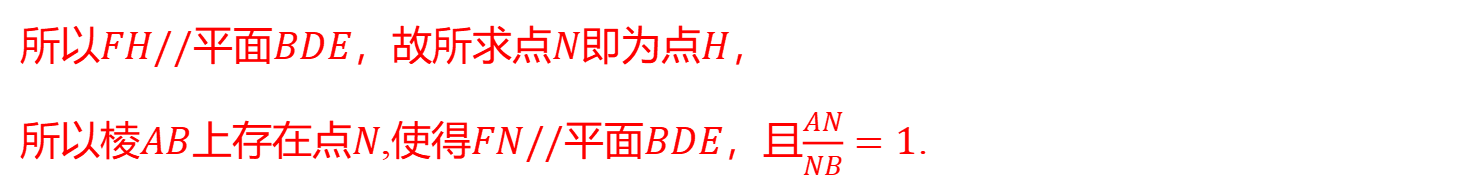 所以FH//平面BDE，故所求点N即为点H，
所以棱AB上存在点N,使得FN//平面BDE，且\frac{AN}{NB} = 1.